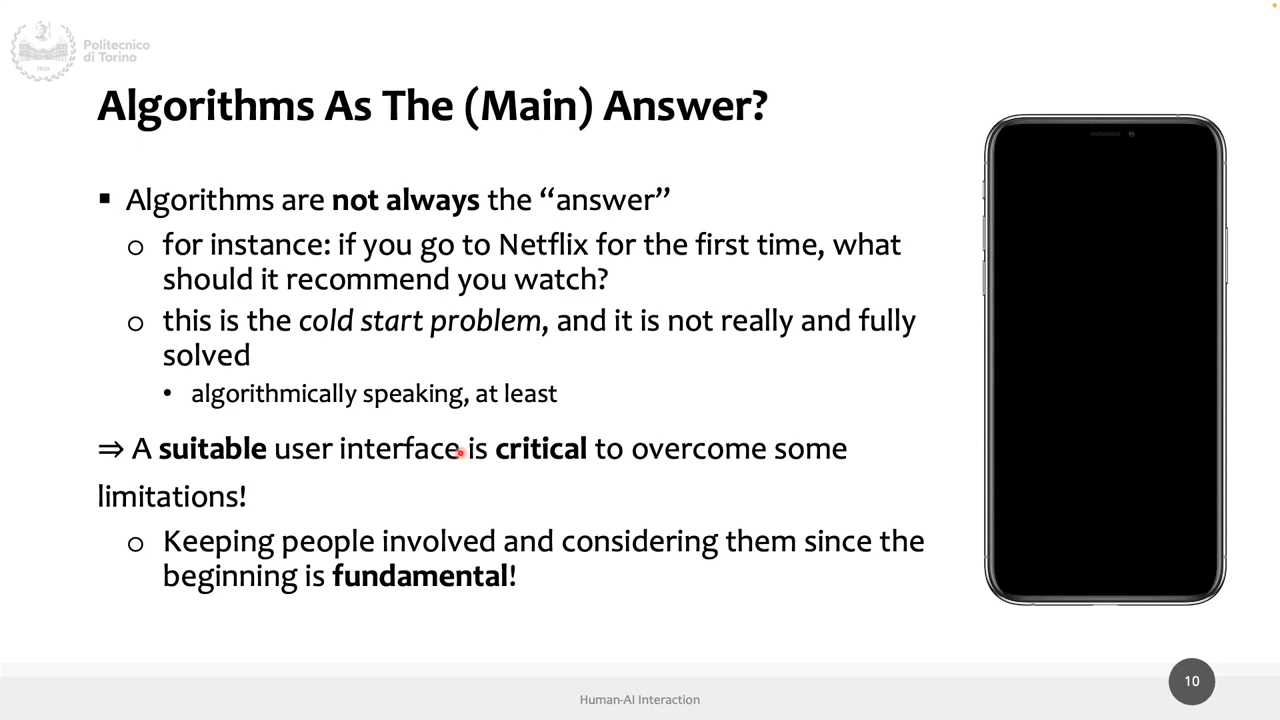 Politecnico
di Torino
1859
Algorithms As The (Main) Answer?
▪ Algorithms are not always the “answer”
o for instance: if you go to Netflix for the first time, what
should it recommend you watch?
o this is the cold start problem, and it is not really and fully
solved
• algorithmically speaking, at least
⇒ A suitable user interface is critical to overcome some
limitations!
o Keeping people involved and considering them since the
beginning is fundamental!
Human-AI Interaction
10